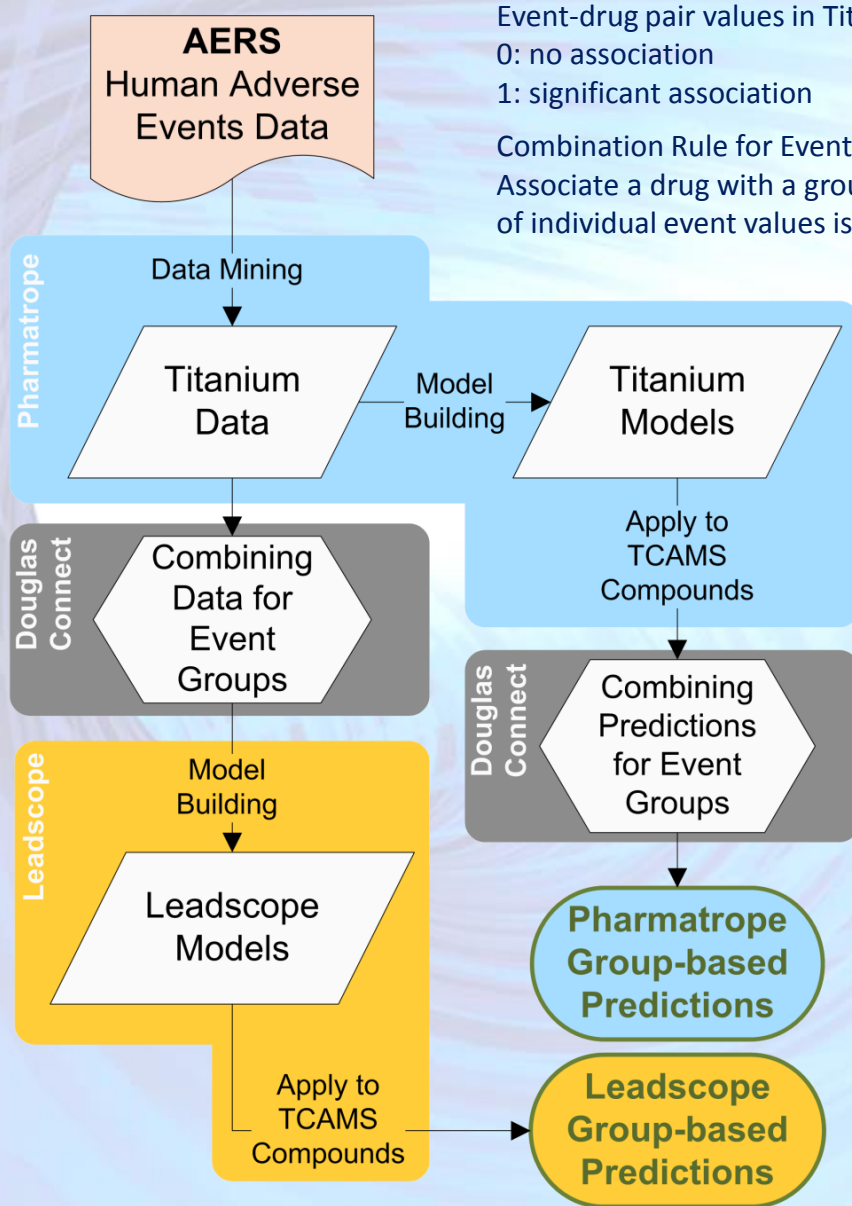 AERS
Human Adverse
Events Data
Event-drug pair values in
0: no association
1: significant association
Combination Rule for Event
Associate a drug with a
of individual event values is
Pharmatrope
Data Mining
Titanium
Data
Model
Building
Titanium
Models
Apply to
TCAMS
Compounds
Douglas
Connect
Combining
Data for
Event
Groups
Douglas
Connect
Combining
Predictions
for Event
Groups
Leadscope
Model
Building
Leadscope
Models
Pharmatrope
Group-based
Predictions
Apply to
TCAMS
Compounds
Leadscope
Group-based
Predictions